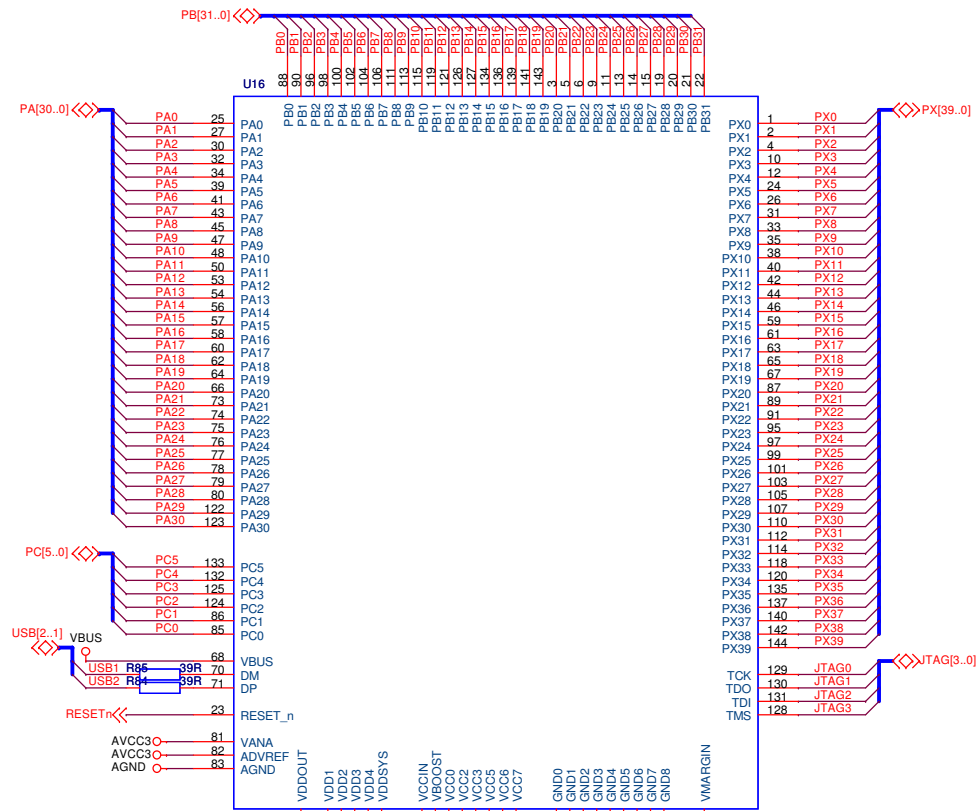 PB[31..0]
PB0 PB1 PB2 PB3 PB4 PB5 PB6 PB7 PB8 PB9 PB10 PB11 PB12 PB13 PB14 PB15 PB16 PB17 PB18 PB19 PB20 PB21 PB22 PB23 PB24 PB25 PB26 PB27 PB28 PB29 PB30 PB31
88 90 96 98 100 102 104 106 111 113 115 119 121 126 127 134 136 139 141 143 3 5 6 9 11 13 14 15 19 20 21 22
U16
PB0 PB1 PB2 PB3 PB4 PB5 PB6 PB7 PB8 PB9 PB10 PB11 PB12 PB13 PB14 PB15 PB16 PB17 PB18 PB19 PB20 PB21 PB22 PB23 PB24 PB25 PB26 PB27 PB28 PB29 PB30 PB31
PA[30..0] PX[39..0]
PA0 25 PA0 PX0 1 PX0
PA1 27 PA1 PX1 2 PX1
PA2 30 PA2 PX2 4 PX2
PA3 32 PA3 PX3 10 PX3
PA4 34 PA4 PX4 12 PX4
PA5 39 PA5 PX5 24 PX5
PA6 41 PA6 PX6 26 PX6
PA7 43 PA7 PX7 31 PX7
PA8 45 PA8 PX8 33 PX8
PA9 47 PA9 PX9 35 PX9
PA10 48 PA10 PX10 38 PX10
PA11 50 PA11 PX11 40 PX11
PA12 53 PA12 PX12 42 PX12
PA13 54 PA13 PX13 44 PX13
PA14 56 PA14 PX14 46 PX14
PA15 57 PA15 PX15 59 PX15
PA16 58 PA16 PX16 61 PX16
PA17 60 PA17 PX17 63 PX17
PA18 62 PA18 PX18 65 PX18
PA19 64 PA19 PX19 67 PX19
PA20 66 PA20 PX20 87 PX20
PA21 73 PA21 PX21 89 PX21
PA22 74 PA22 PX22 91 PX22
PA23 75 PA23 PX23 95 PX23
PA24 76 PA24 PX24 97 PX24
PA25 77 PA25 PX25 99 PX25
PA26 78 PA26 PX26 101 PX26
PA27 79 PA27 PX27 103 PX27
PA28 80 PA28 PX28 105 PX28
PA29 122 PA29 PX29 107 PX29
PA30 123 PA30 PX30 110 PX30
PX31 112 PX31
PC[5..0] PX32 114 PX32
PC5 133 PC5 PX33 118 PX33
PC4 132 PC4 PX34 120 PX34
PC3 125 PC3 PX35 135 PX35
PC2 124 PC2 PX36 137 PX36
PC1 86 PC1 PX37 140 PX37
PC0 85 PC0 PX38 142 PX38
USB[2..1] VBUS PX39 144 PX39
68 VBUS JTAG[3..0]
USB1 R85 39R 70 DM TCK 129 JTAG0
USB2 R84 39R 71 DP TDO 130 JTAG1
TDI 131 JTAG2
RESETn 23 RESET_n TMS 128 JTAG3
AVCC3 81 VANA
AVCC3 82 ADVREF
AGND 83 AGND
VDDOUT VDD1 VDD2 VDD3 VDD4 VDDSYS VCCIN VBOOST VCC0 VCC2 VCC3 VCC5 VCC6 VCC7 GND0 GND1 GND2 GND3 GND4 GND5 GND6 GND7 GND8 VMARGIN